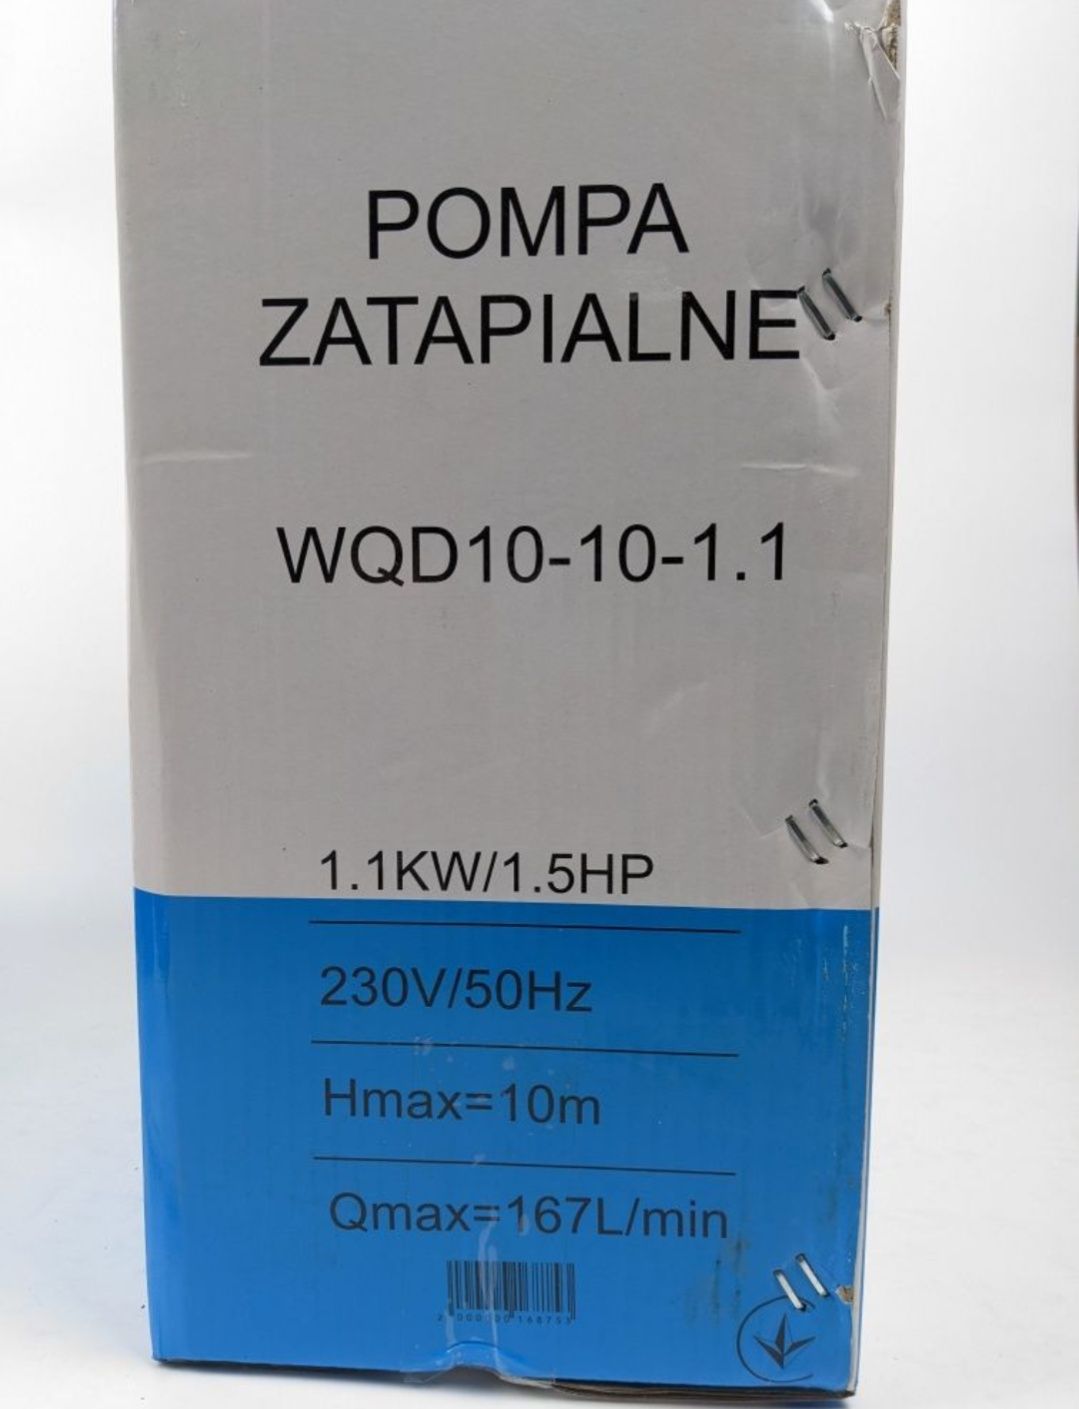 POMPA
ZATAPIALNE
WQD10-10-1.1
1.1KW/1.5HP
230V/50Hz
Hmax=10m
Qmax=167L/min